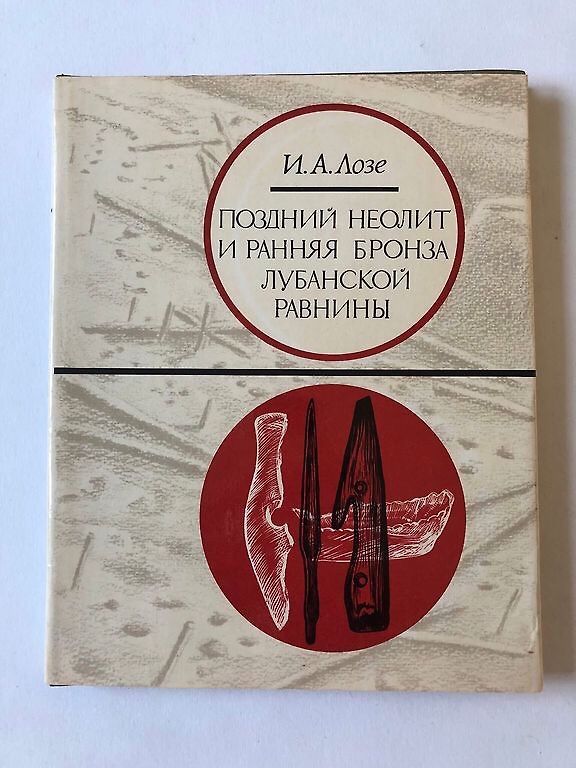 И. А. Лозе
ПОЗДНИЙ НЕОЛИТ
И РАННЯЯ БРОНЗА
ЛУБАНСКОЙ
РАВНИНЫ